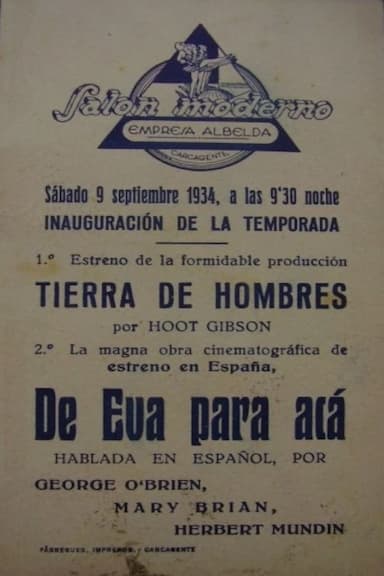 Salon moderno
EMPRESA ALBELDA
CARCAGENTE
Sábado 9 septiembre 1934, a las 9'30 noche
INAUGURACIÓN DE LA TEMPORADA
1.º Estreno de la formidable producción
TIERRA DE HOMBRES
por HOOT GIBSON
2.º La magna obra cinematográfica de
estreno en España,
De Eva para acá
HABLADA EN ESPAÑOL, POR
GEORGE O'BRIEN,
MARY BRIAN,
HERBERT MUNDIN
FÁBREGUES, IMPRESOR.-CARCAGENTE